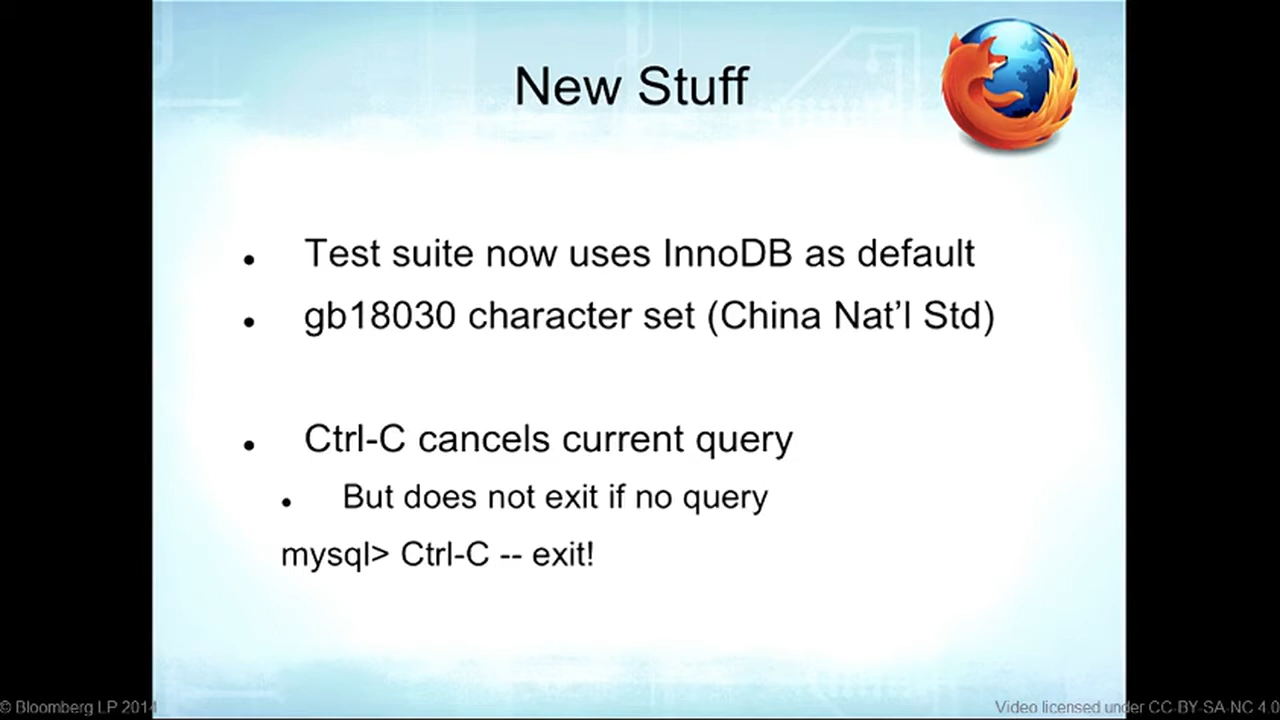 New Stuff
• Test suite now uses InnoDB as default
• gb18030 character set (China Nat’l Std)
• Ctrl-C cancels current query
• But does not exit if no query
mysql> Ctrl-C -- exit!
© Bloomberg LP 2014
Video licensed under CC-BY-SA-NC 4.0